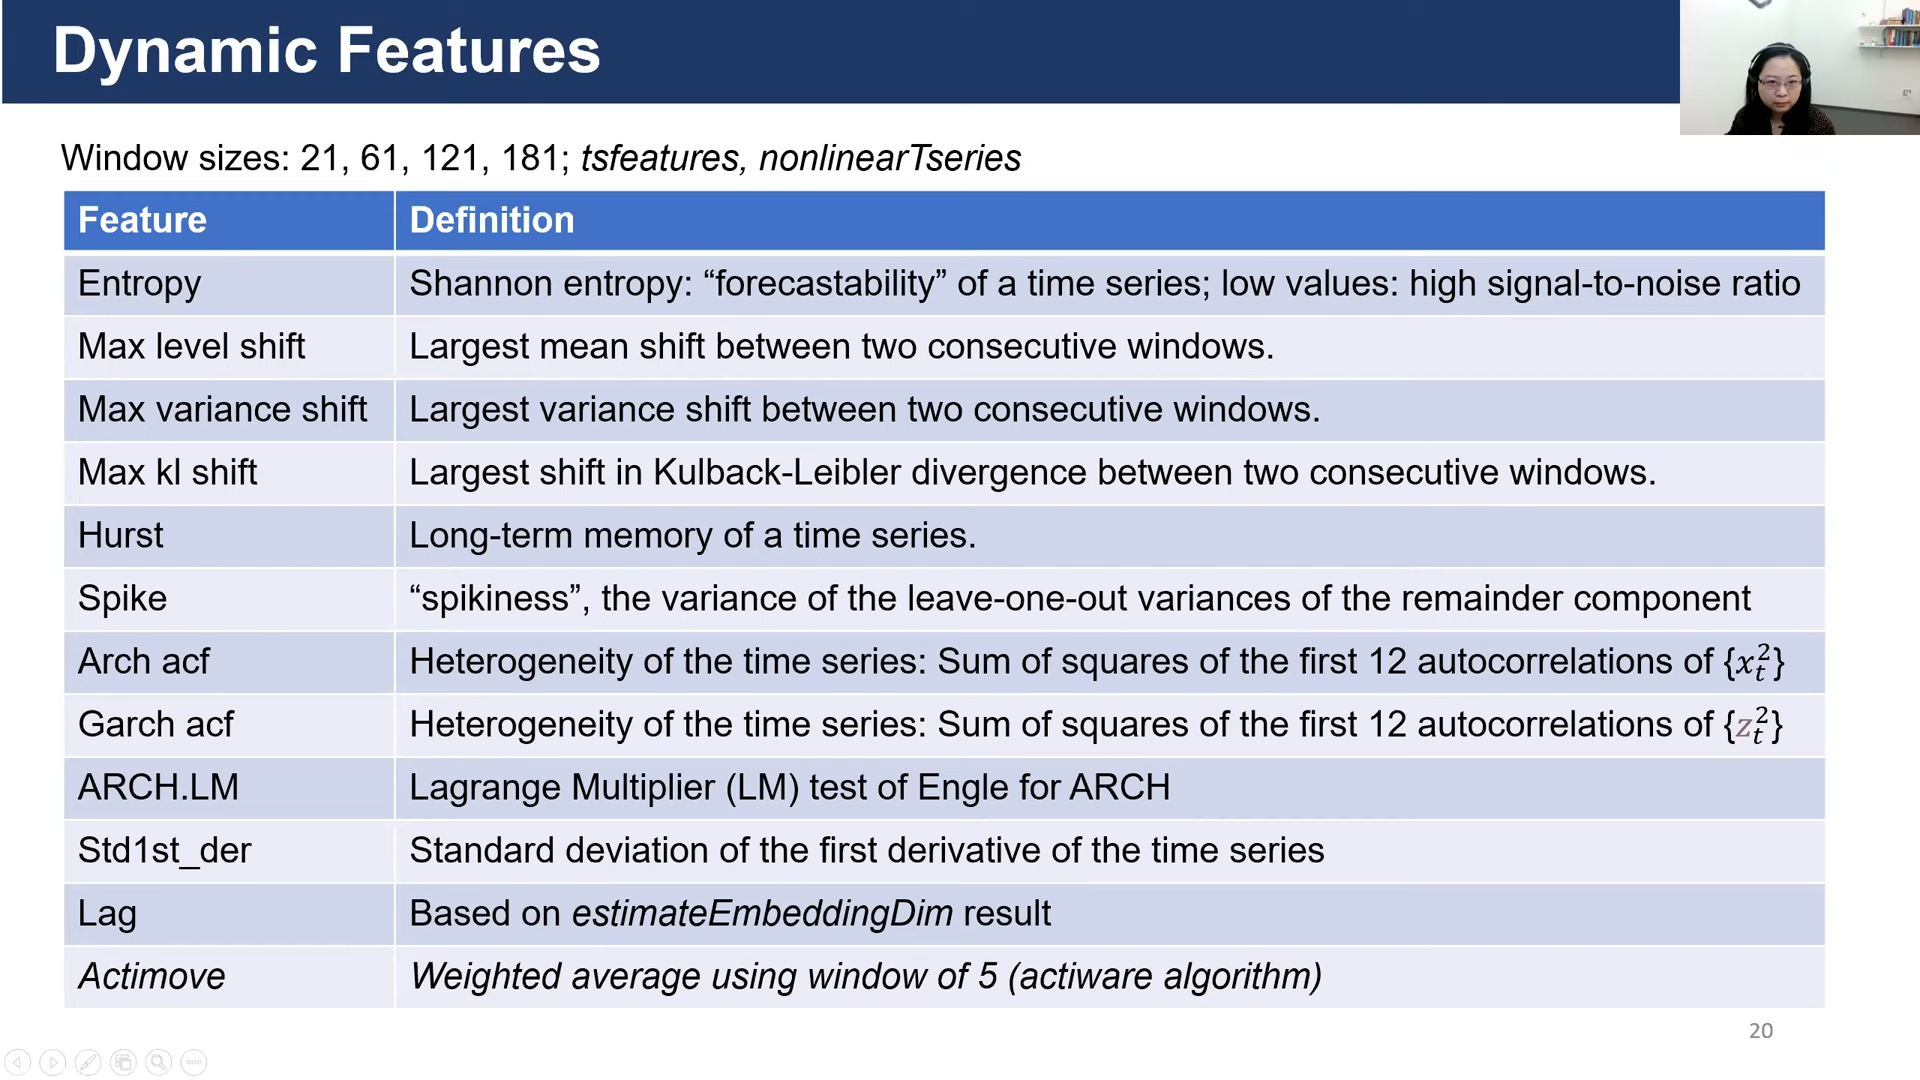 Dynamic Features
Window sizes: 21, 61, 121, 181; tsfeatures, nonlinearTseries
Feature Definition
Entropy Shannon entropy: “forecastability” of a time series; low values: high signal-to-noise ratio
Max level shift Largest mean shift between two consecutive windows.
Max variance shift Largest variance shift between two consecutive windows.
Max kl shift Largest shift in Kulback-Leibler divergence between two consecutive windows.
Hurst Long-term memory of a time series.
Spike “spikiness”, the variance of the leave-one-out variances of the remainder component
Arch acf Heterogeneity of the time series: Sum of squares of the first 12 autocorrelations of {x_t^2}
Garch acf Heterogeneity of the time series: Sum of squares of the first 12 autocorrelations of {z_t^2}
ARCH.LM Lagrange Multiplier (LM) test of Engle for ARCH
Std1st_der Standard deviation of the first derivative of the time series
Lag Based on estimateEmbeddingDim result
Actimove Weighted average using window of 5 (actiware algorithm)
20